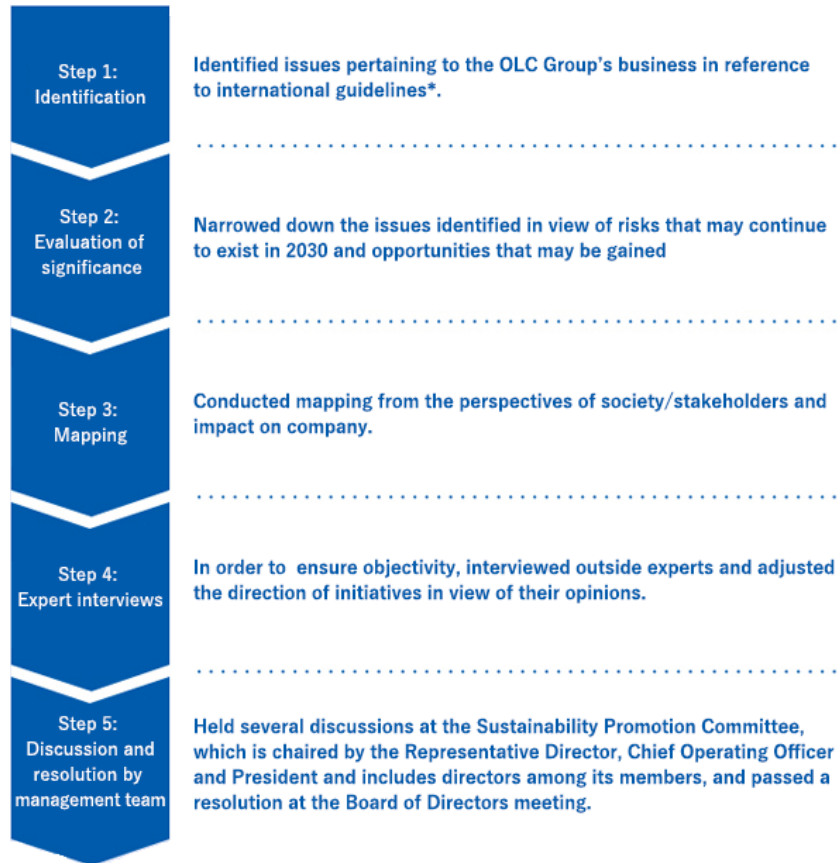 Step 1:
Identification
Identified issues pertaining to the OLC Group's business in reference
to international guidelines*.
Step 2:
Evaluation of
significance
Narrowed down the issues identified in view of risks that may continue
to exist in 2030 and opportunities that may be gained
Step 3:
Mapping
Conducted mapping from the perspectives of society/stakeholders and
impact on company.
Step 4:
Expert interviews
In order to ensure objectivity, interviewed outside experts and adjusted
the direction of initiatives in view of their opinions.
Step 5:
Discussion and
resolution by
management team
Held several discussions at the Sustainability Promotion Committee,
which is chaired by the Representative Director, Chief Operating Officer
and President and includes directors among its members, and passed a
resolution at the Board of Directors meeting.